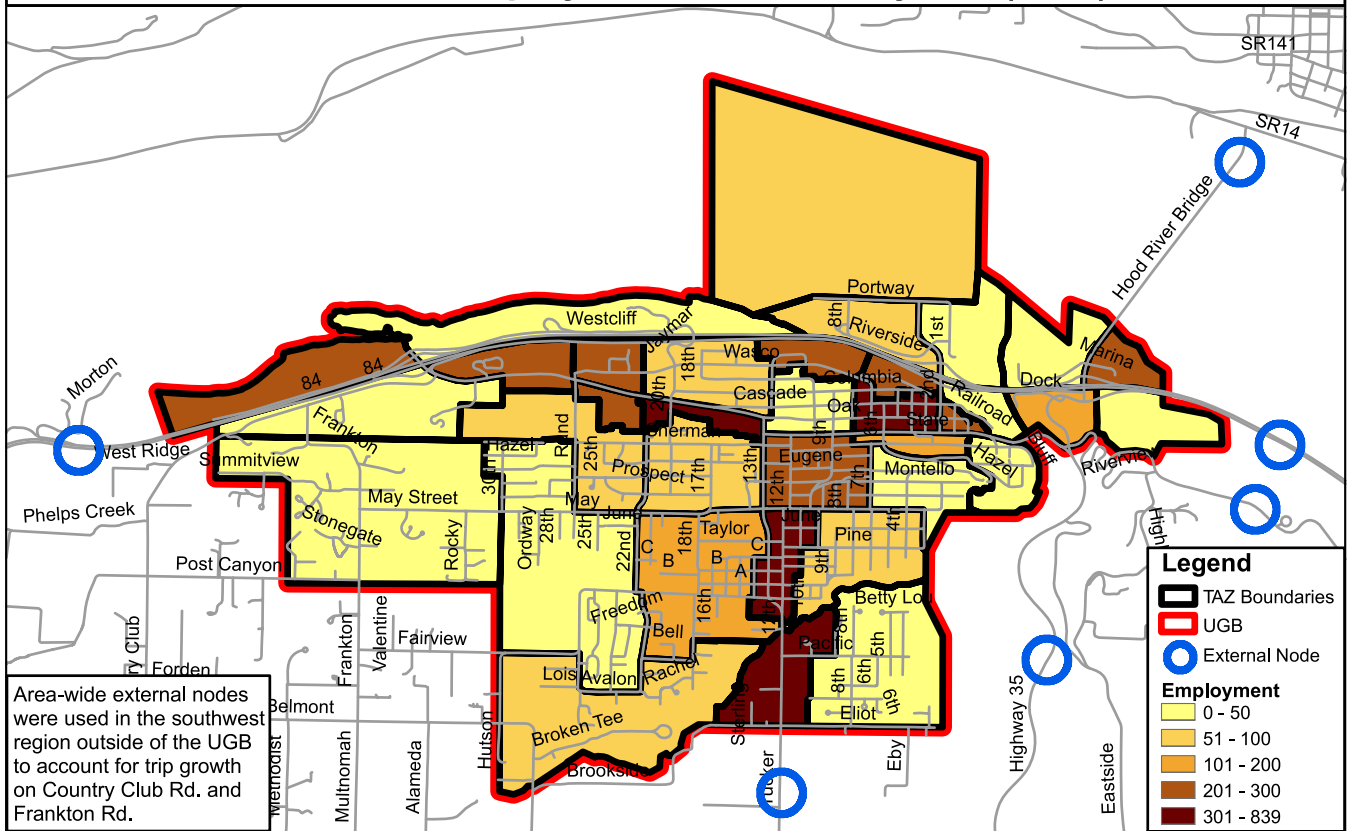 SR141
SR14
Hood River Bridge
Portway
Westcliff
8th
Riverside
1st
Jaymar
18th
Wasco
Marina
Morton
84
84
Columbia
2nd
Dock
20th
Cascade
Oak
Railroad
Frankton
9th
6th
State
Sherman
West Ridge
Hazel
Rand
25th
13th
Eugene
Hazel
Bluff
Summitview
30th
Prospect
17th
12th
7th
Montello
May Street
May
8th
Phelps Creek
Stonegate
Rocky
Ordway
28th
25th
June
22nd
C
B
18th
Taylor
B
C
A
June
9th
Pine
4th
Post Canyon
16th
11th
Freedom
Betty Lou
Bell
8th
5th
Pacific
Frankton
Valentine
Fairview
Lois
Avalon
Rachel
8th
6th
6th
Forden
Eliot
Belmont
Broken Tee
Sterling
Hutson
Brookside
Eby
Highway 35
Eastside
Methodist
Multnomah
Alameda
Legend
TAZ Boundaries
UGB
External Node
Employment
0 - 50
51 - 100
101 - 200
201 - 300
301 - 839
Area-wide external nodes
were used in the southwest
region outside of the UGB
to account for trip growth
on Country Club Rd. and
Frankton Rd.